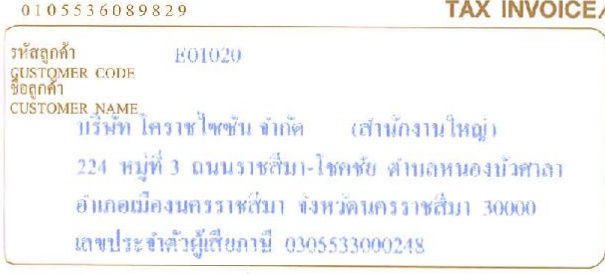 0105536089829
TAX INVOICE/
รหัสลูกค้า E01020
CUSTOMER CODE
ชื่อลูกค้า
CUSTOMER NAME
บริษัท โคราชไพซัน จำกัด (สำนักงานใหญ่)
224 หมู่ที่ 3 ถนนราชสีมา-โชคชัย ตำบลหนองบัวศาลา
อำเภอเมืองนครราชสีมา จังหวัดนครราชสีมา 30000
เลขประจำตัวผู้เสียภาษี 0305533000248